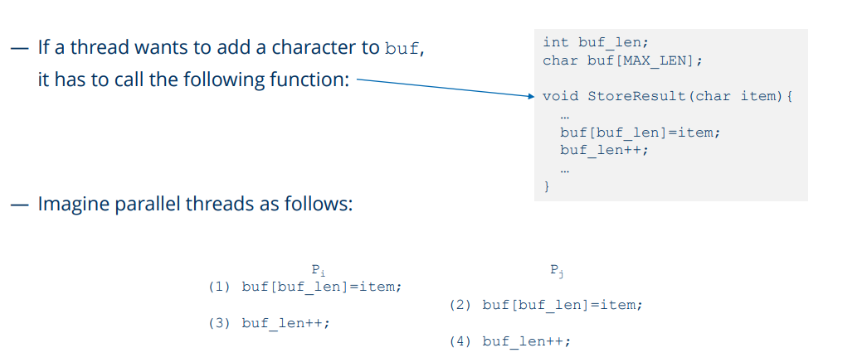 — If a thread wants to add a character to buf,
it has to call the following function:
int buf_len;
char buf[MAX_LEN];
void StoreResult(char item){
…
buf[buf_len]=item;
buf_len++;
…
}
— Imagine parallel threads as follows:
Pi
(1) buf[buf_len]=item;
(3) buf_len++;
Pj
(2) buf[buf_len]=item;
(4) buf_len++;